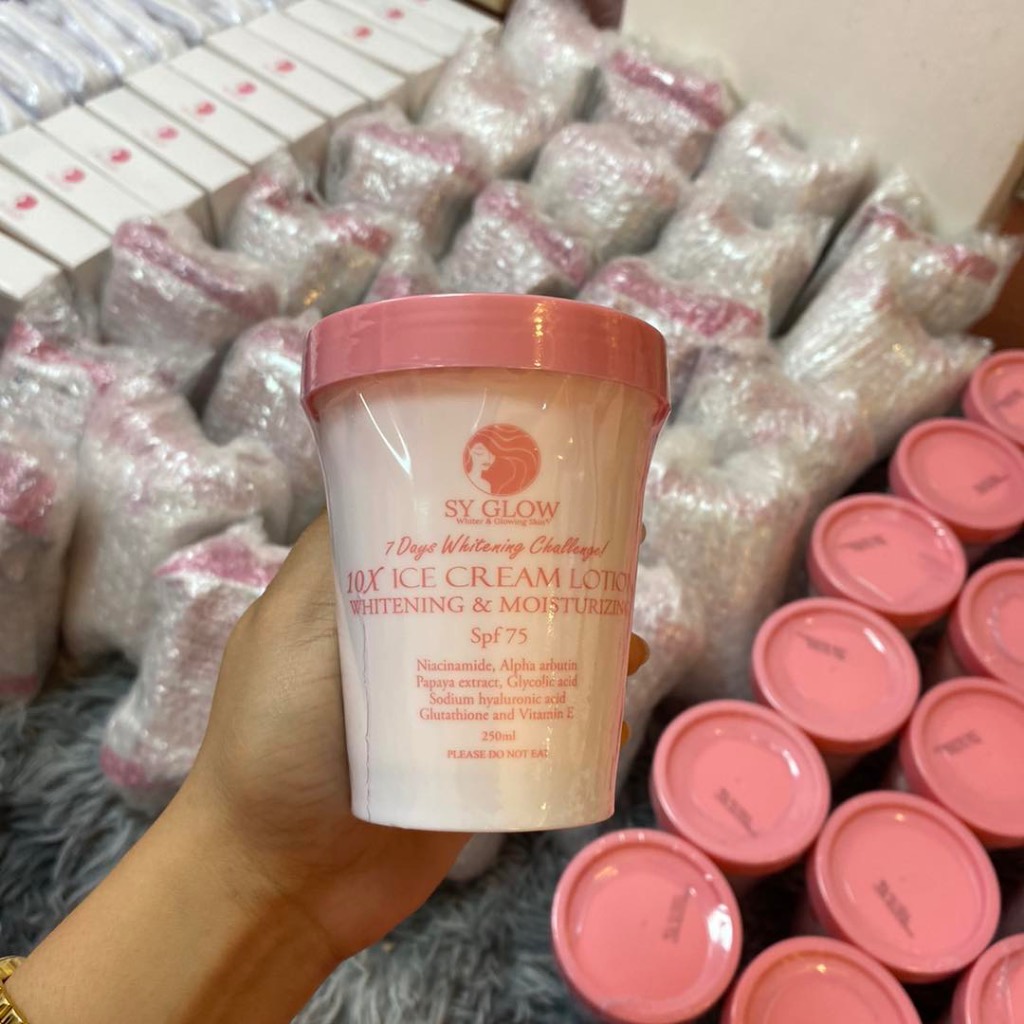 SY GLOW
Whiter & Glowing Skin
7 Days Whitening Challenge!
10X ICE CREAM LOTION
WHITENING & MOISTURIZING
Spf 75
Niacinamide, Alpha arbutin
Papaya extract, Glycolic acid
Sodium hyaluronic acid
Glutathione and Vitamin E
250ml
PLEASE DO NOT EAT